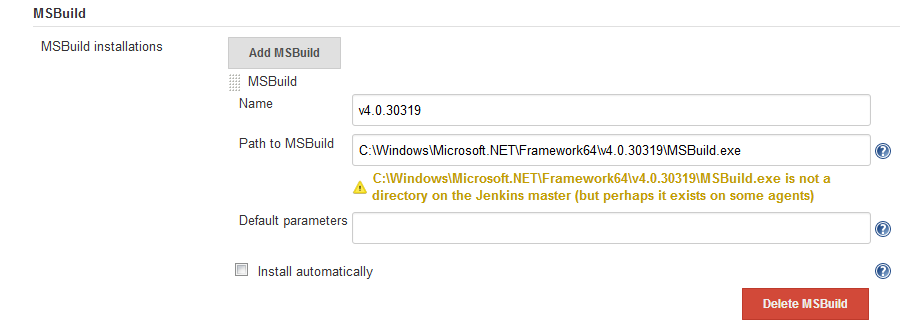 MSBuild
MSBuild installations
Add MSBuild
MSBuild
Name
v4.0.30319
Path to MSBuild
C:\Windows\Microsoft.NET\Framework64\v4.0.30319\MSBuild.exe
C:\Windows\Microsoft.NET\Framework64\v4.0.30319\MSBuild.exe is not a
directory on the Jenkins master (but perhaps it exists on some agents)
Default parameters
Install automatically
Delete MSBuild